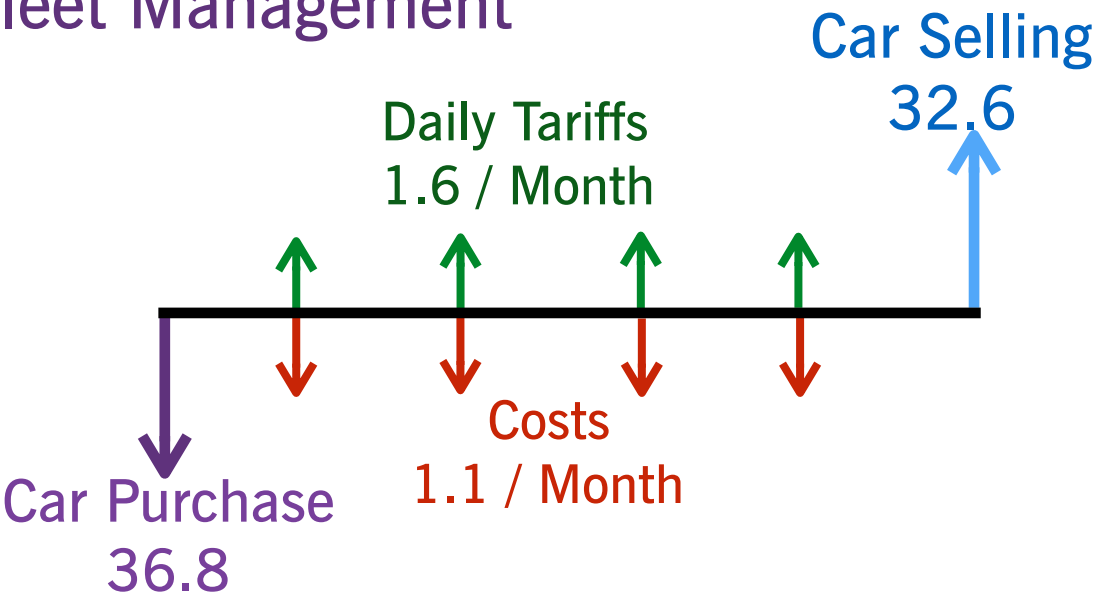 leet Management
Car Selling
32.6
Daily Tariffs
1.6 / Month
Costs
1.1 / Month
Car Purchase
36.8